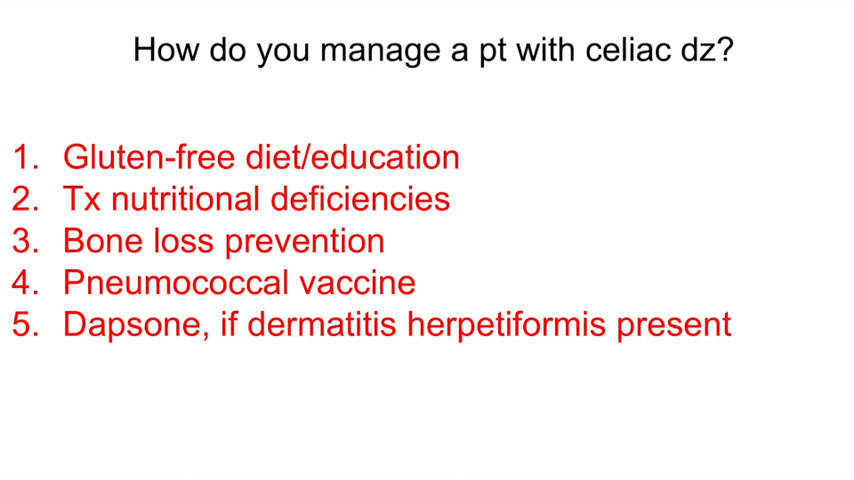 How do you manage a pt with celiac dz?
1. Gluten-free diet/education
2. Tx nutritional deficiencies
3. Bone loss prevention
4. Pneumococcal vaccine
5. Dapsone, if dermatitis herpetiformis present